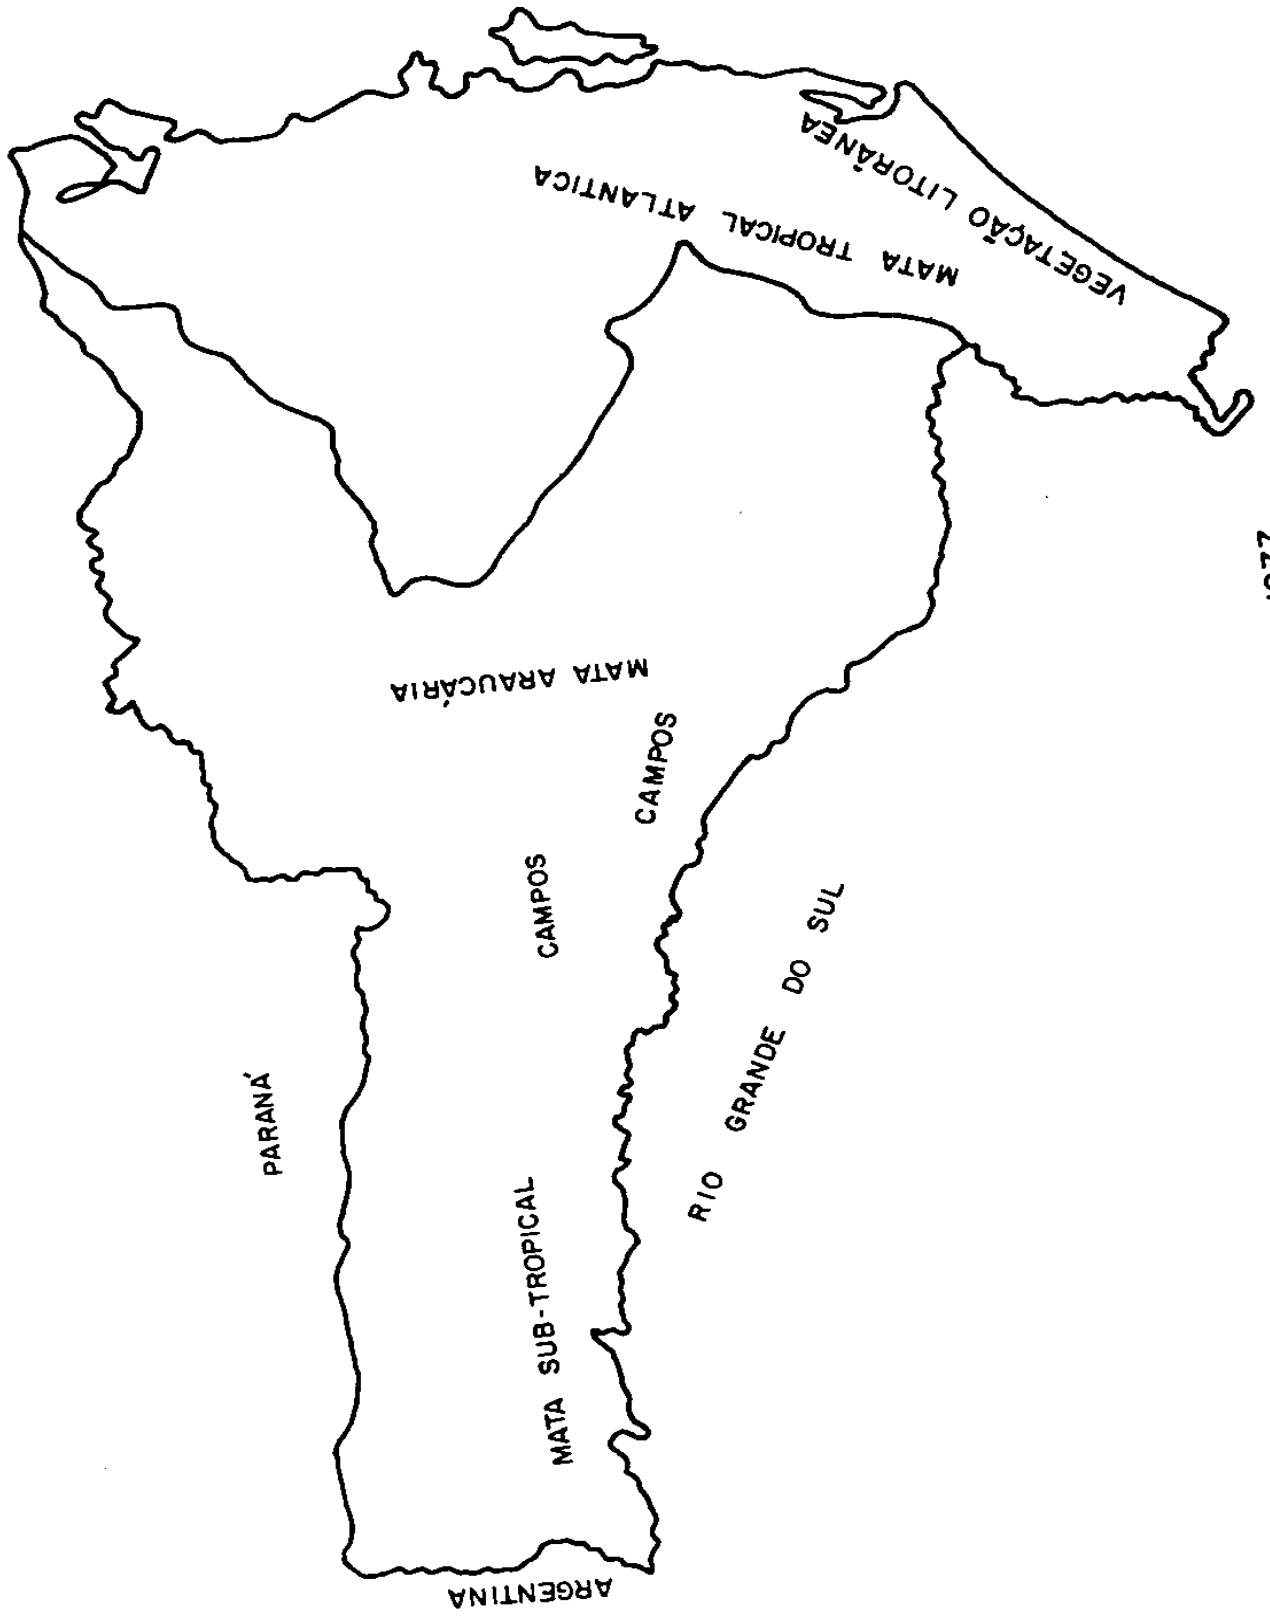 PARANÁ
ARGENTINA
MATA SUB-TROPICAL
CAMPOS
CAMPOS
MATA ARAUCÁRIA
MATA TROPICAL ATLANTICA
VEGETAÇÃO LITORÂNEA
RIO GRANDE DO SUL